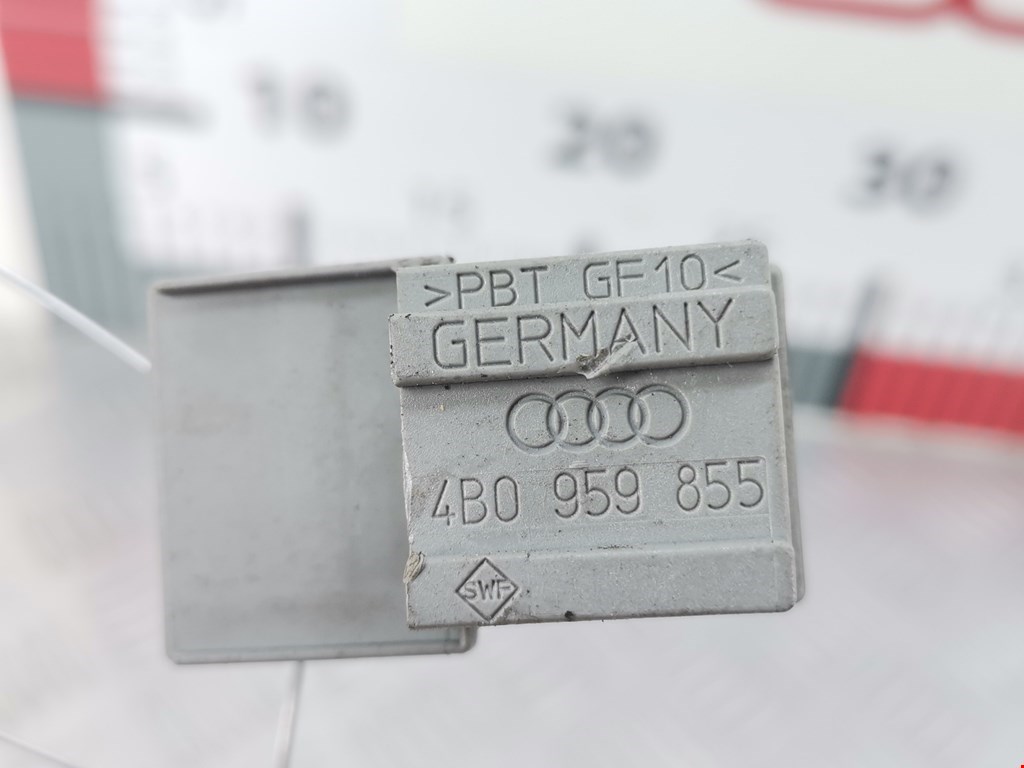 10 20 30
>PBT GF10<
GERMANY
4B0 959 855
SWF